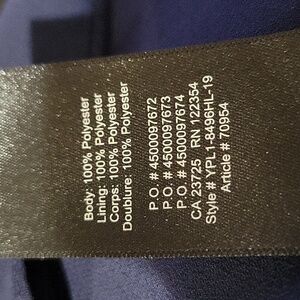 Body: 100% Polyester
Lining: 100% Polyester
Corps: 100% Polyester
Doublure: 100% Polyester
P.O. # 4500097672
P.O. # 4500097673
P.O. # 4500097674
CA 23725 RN 122354
Style # YPL1-8496HL-19
Article # 70954